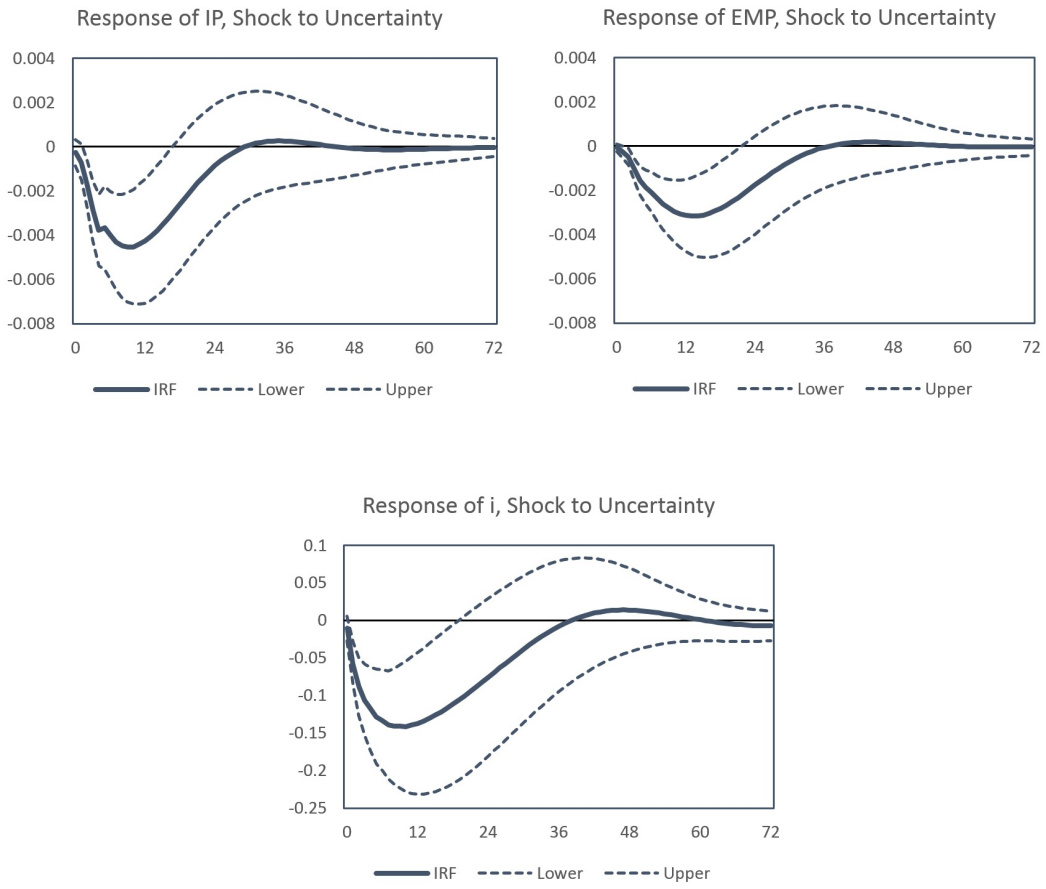 Response of IP, Shock to Uncertainty
0.004
0.002
0
-0.002
-0.004
-0.006
-0.008
0 12 24 36 48 60 72
IRF Lower Upper
Response of EMP, Shock to Uncertainty
0.004
0.002
0
-0.002
-0.004
-0.006
-0.008
0 12 24 36 48 60 72
IRF Lower Upper
Response of i, Shock to Uncertainty
0.1
0.05
0
-0.05
-0.1
-0.15
-0.2
-0.25
0 12 24 36 48 60 72
IRF Lower Upper